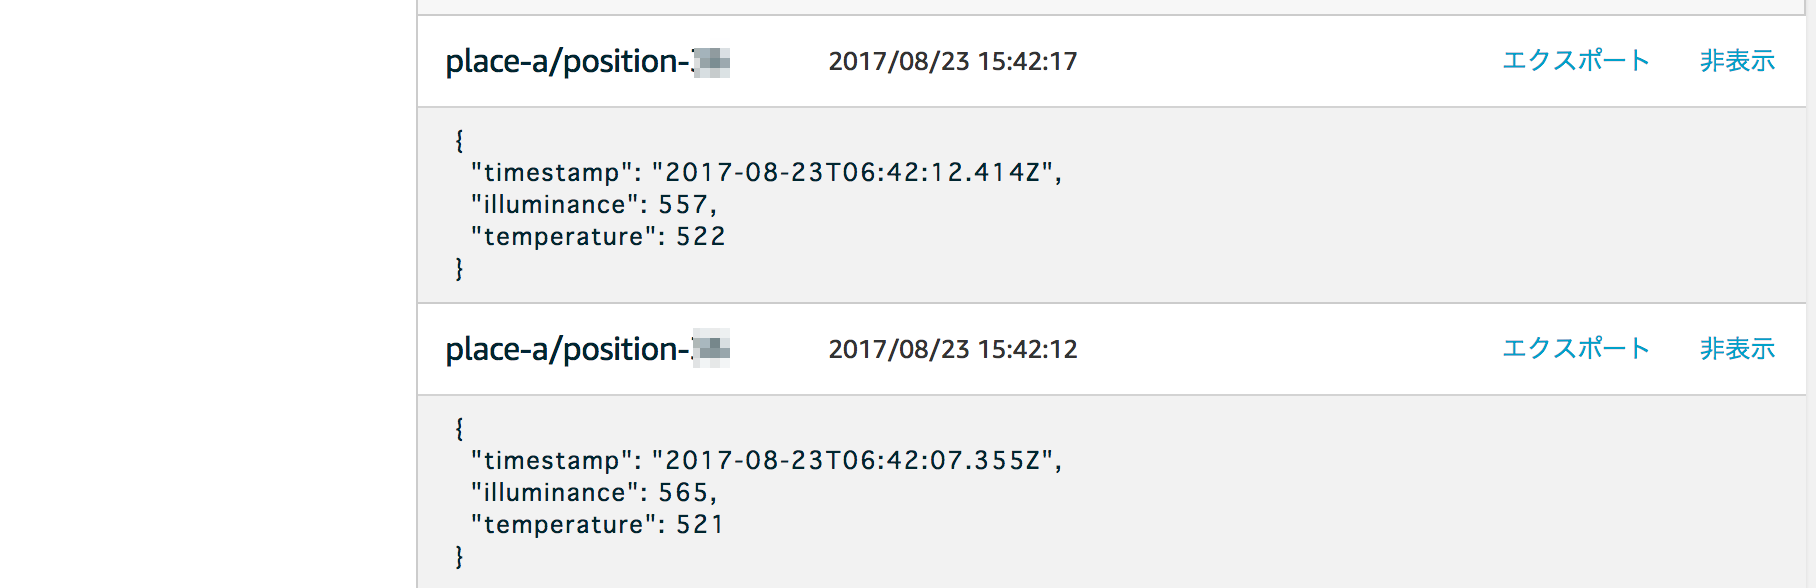 place-a/position- 2017/08/23 15:42:17 エクスポート 非表示
{
"timestamp": "2017-08-23T06:42:12.414Z",
"illuminance": 557,
"temperature": 522
}
place-a/position- 2017/08/23 15:42:12 エクスポート 非表示
{
"timestamp": "2017-08-23T06:42:07.355Z",
"illuminance": 565,
"temperature": 521
}